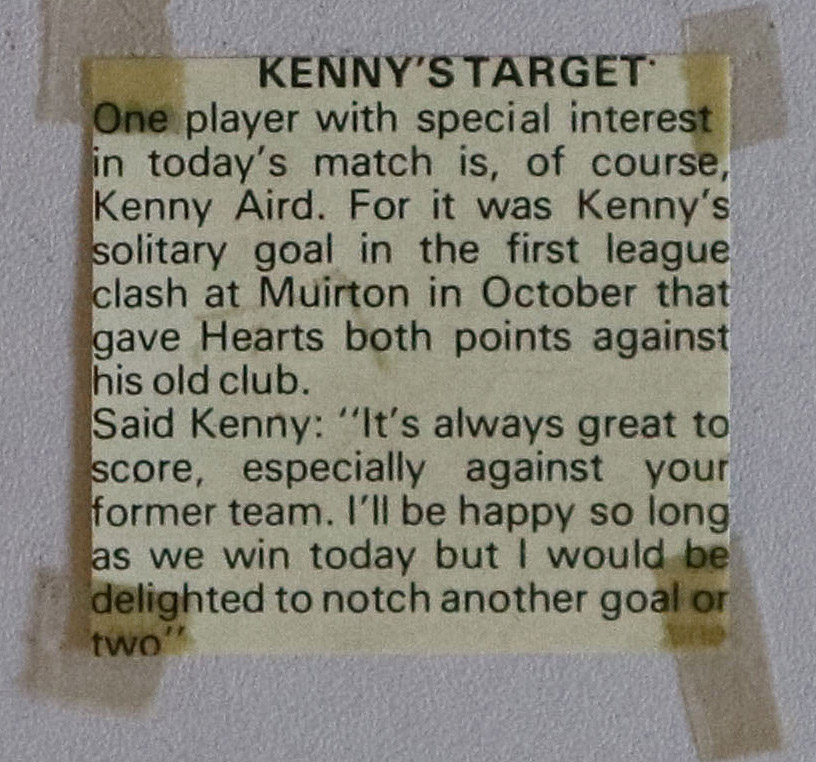 KENNY'S TARGET
One player with special interest
in today's match is, of course,
Kenny Aird. For it was Kenny's
solitary goal in the first league
clash at Muirton in October that
gave Hearts both points against
his old club.
Said Kenny: "It's always great to
score, especially against your
former team. I'll be happy so long
as we win today but I would be
delighted to notch another goal or
two"